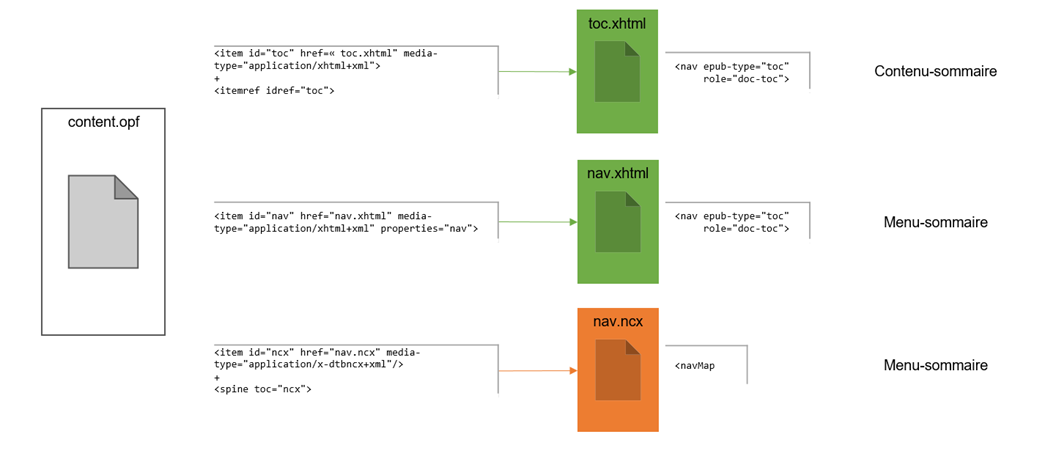 content.opf
<item id="toc" href=« toc.xhtml" media-
type="application/xhtml+xml">
+
<itemref idref="toc">
toc.xhtml
<nav epub-type="toc"
role="doc-toc">
Contenu-sommaire
<item id="nav" href="nav.xhtml" media-
type="application/xhtml+xml" properties="nav">
nav.xhtml
<nav epub-type="toc"
role="doc-toc">
Menu-sommaire
<item id="ncx" href="nav.ncx" media-
type="application/x-dtbncx+xml"/>
+
<spine toc="ncx">
nav.ncx
<navMap
Menu-sommaire